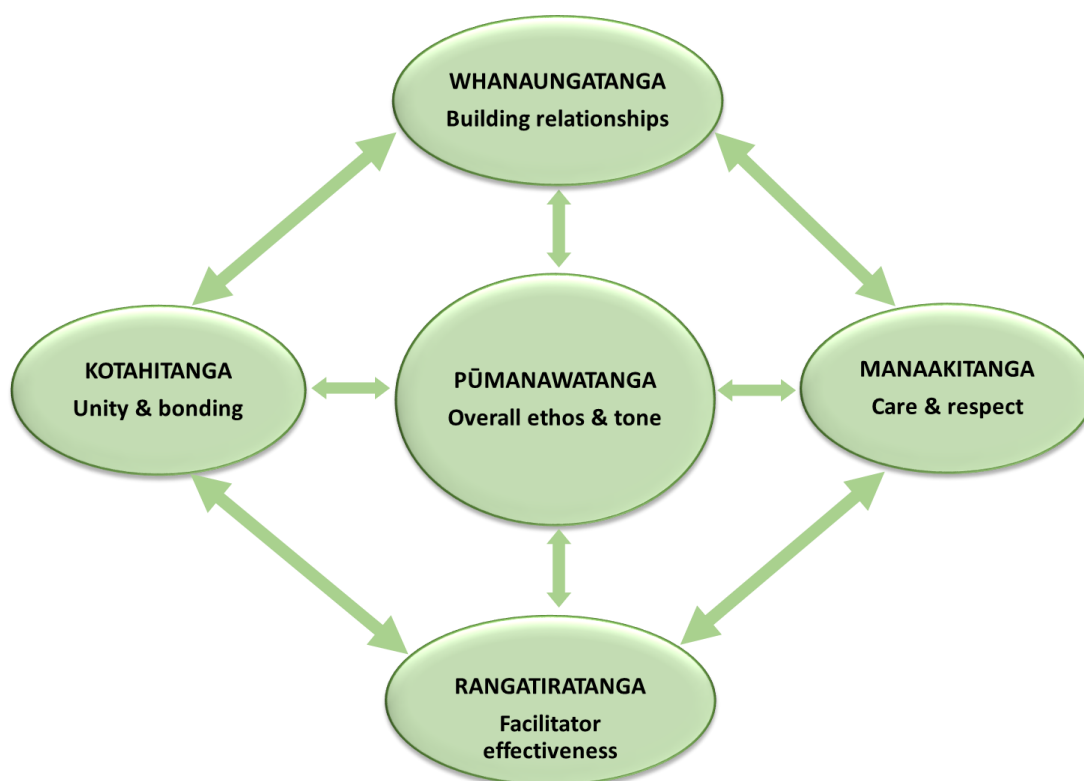 WHANAUNGATANGA
Building relationships
KOTAHITANGA
Unity & bonding
PŪMANAWATANGA
Overall ethos & tone
MANAAKITANGA
Care & respect
RANGATIRATANGA
Facilitator
effectiveness